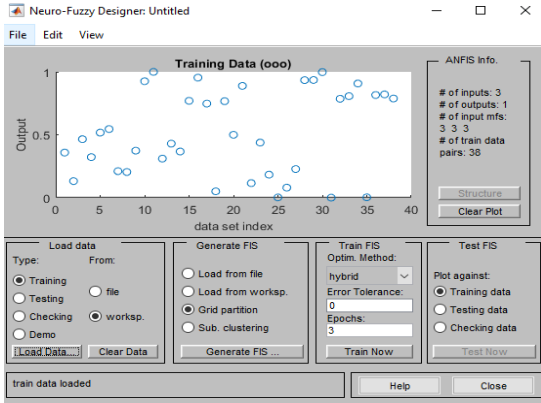 Neuro-Fuzzy Designer: Untitled
File Edit View
Training Data (ooo)
Output
1
0.5
0
0 5 10 15 20 25 30 35 40
data set index
ANFIS Info.
# of inputs: 3
# of outputs: 1
# of input mfs:
3 3 3
# of train data
pairs: 38
Structure
Clear Plot
Load data
Type: From:
Training
Testing
Checking
Demo
file
worksp.
Load Data... Clear Data
Generate FIS
Load from file
Load from worksp.
Grid partition
Sub. clustering
Generate FIS ...
Train FIS
Optim. Method:
hybrid
Error Tolerance:
0
Epochs:
3
Train Now
Test FIS
Plot against:
Training data
Testing data
Checking data
Test Now
train data loaded
Help Close